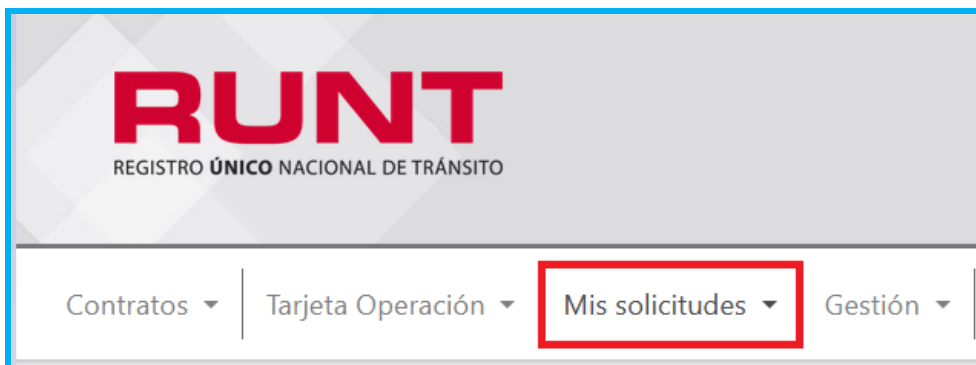 RUNT
REGISTRO ÚNICO NACIONAL DE TRÁNSITO
Contratos Tarjeta Operación Mis solicitudes Gestión